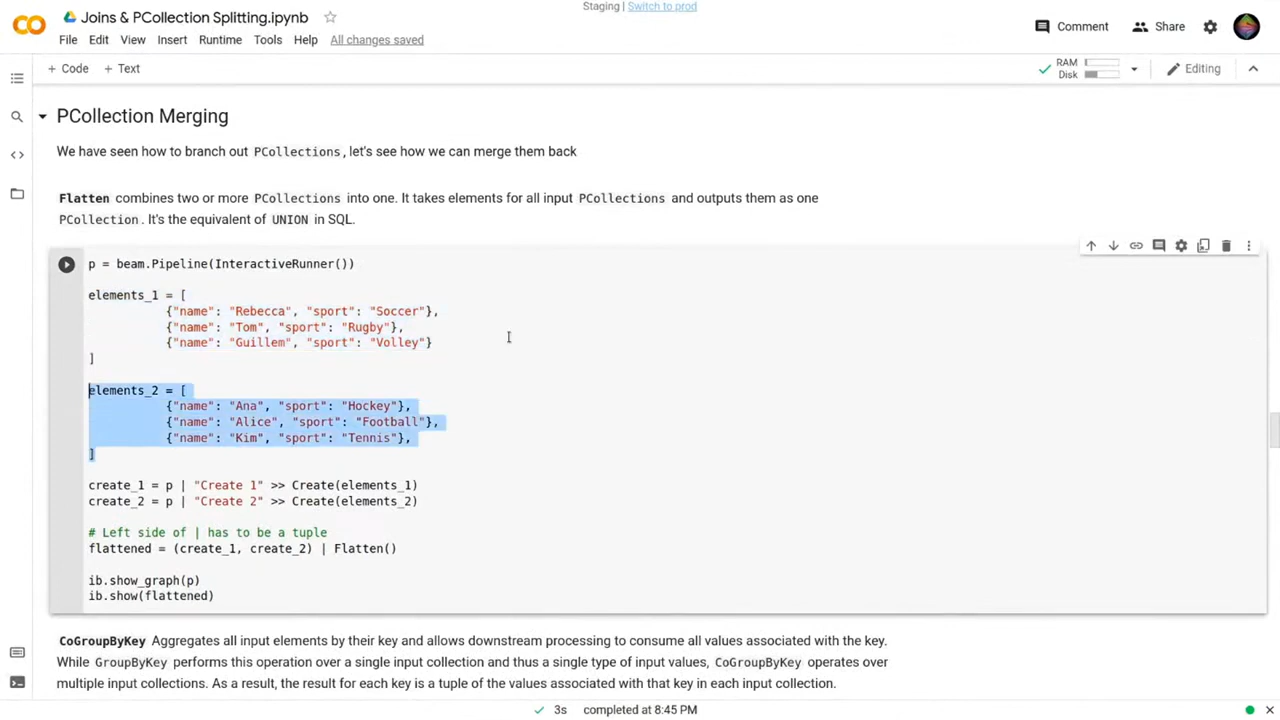 Staging | Switch to prod
Joins & PCollection Splitting.ipynb
Comment
Share
File Edit View Insert Runtime Tools Help All changes saved
+ Code + Text
RAM
Disk
Editing
PCollection Merging
We have seen how to branch out PCollections, let's see how we can merge them back
Flatten combines two or more PCollections into one. It takes elements for all input PCollections and outputs them as one
PCollection. It's the equivalent of UNION in SQL.
p = beam.Pipeline(InteractiveRunner())
elements_1 = [
{"name": "Rebecca", "sport": "Soccer"},
{"name": "Tom", "sport": "Rugby"},
{"name": "Guillem", "sport": "Volley"}
]
elements_2 = [
{"name": "Ana", "sport": "Hockey"},
{"name": "Alice", "sport": "Football"},
{"name": "Kim", "sport": "Tennis"},
]
create_1 = p | "Create 1" >> Create(elements_1)
create_2 = p | "Create 2" >> Create(elements_2)
# Left side of | has to be a tuple
flattened = (create_1, create_2) | Flatten()
ib.show_graph(p)
ib.show(flattened)
CoGroupByKey Aggregates all input elements by their key and allows downstream processing to consume all values associated with the key.
While GroupByKey performs this operation over a single input collection and thus a single type of input values, CoGroupByKey operates over
multiple input collections. As a result, the result for each key is a tuple of the values associated with that key in each input collection.
3s completed at 8:45 PM